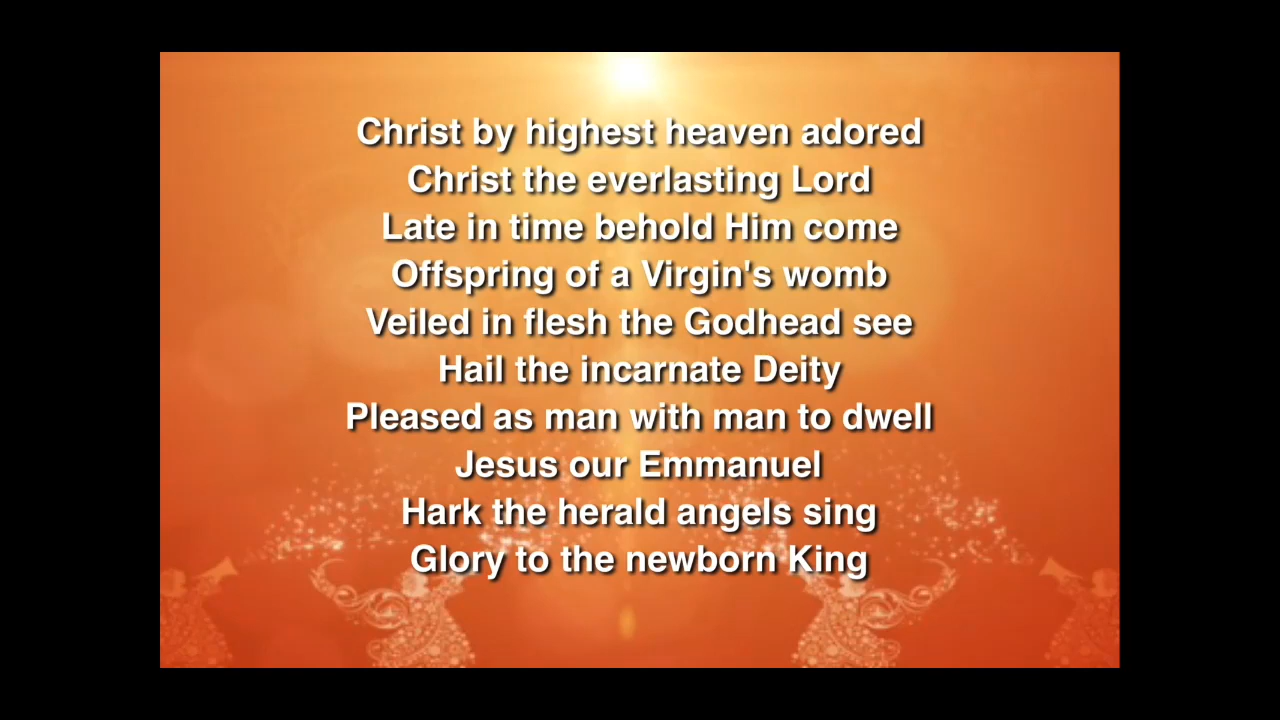 Christ by highest heaven adored
Christ the everlasting Lord
Late in time behold Him come
Offspring of a Virgin's womb
Veiled in flesh the Godhead see
Hail the incarnate Deity
Pleased as man with man to dwell
Jesus our Emmanuel
Hark the herald angels sing
Glory to the newborn King